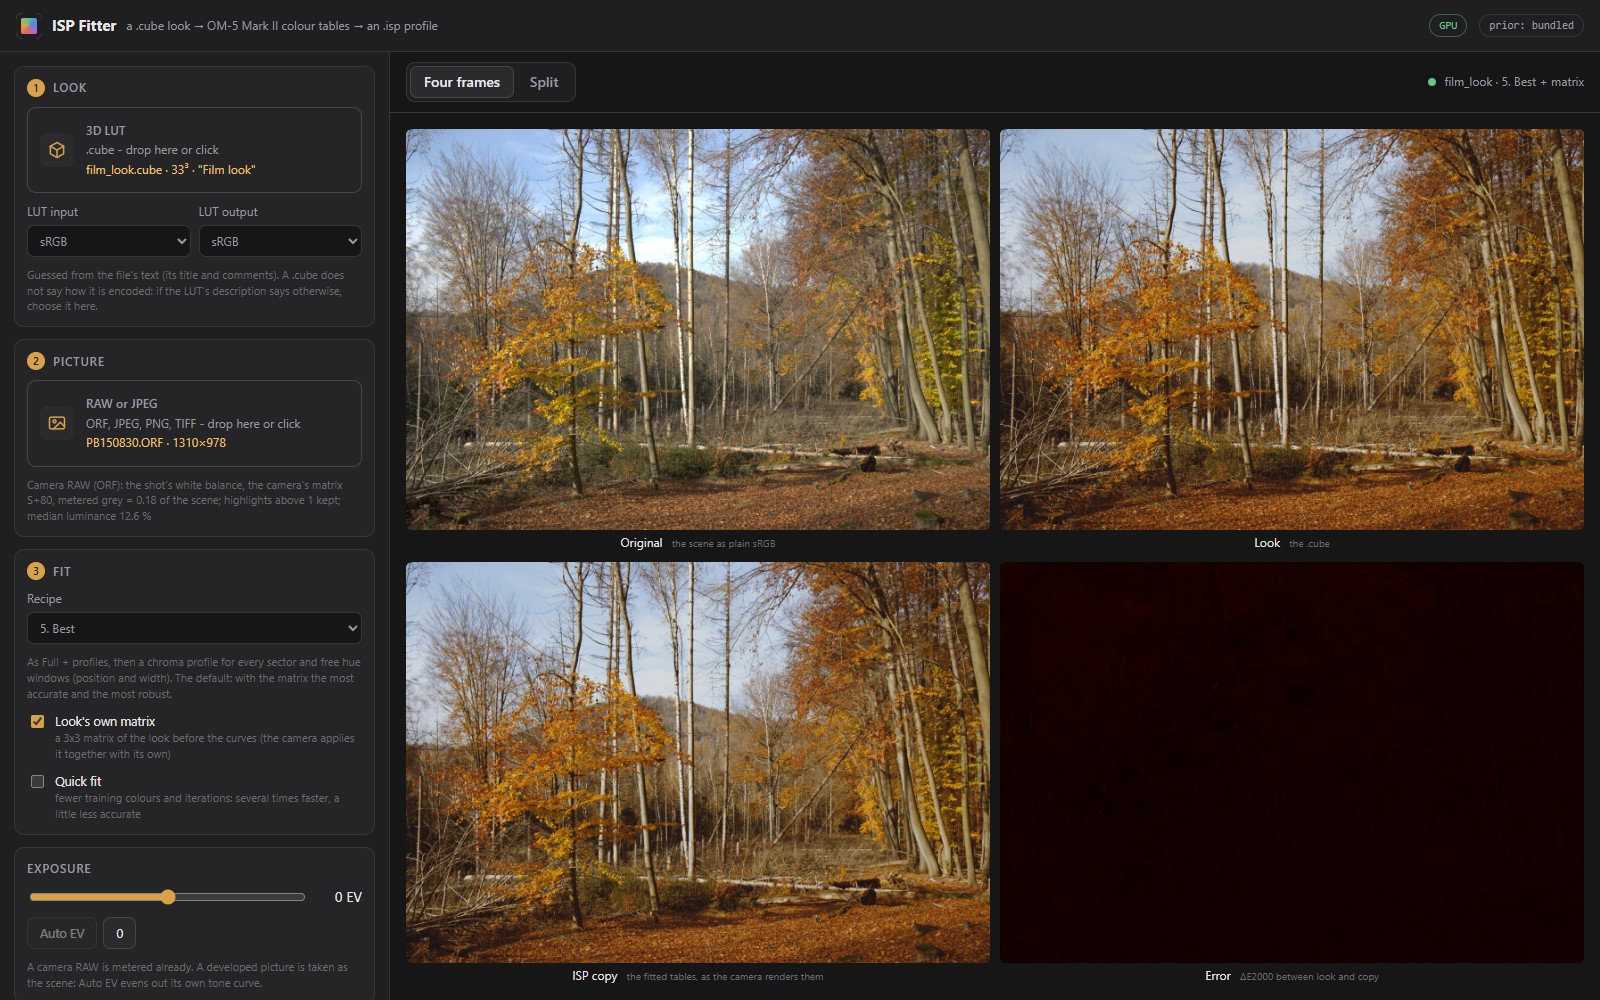 ISP Fitter a .cube look → OM-5 Mark II colour tables → an .isp profile
GPU
prior: bundled
1 LOOK
3D LUT
.cube - drop here or click
film_look.cube · 33³ · "Film look"
LUT input
LUT output
sRGB
sRGB
Guessed from the file's text (its title and comments). A .cube does
not say how it is encoded: if the LUT's description says otherwise,
choose it here.
2 PICTURE
RAW or JPEG
ORF, JPEG, PNG, TIFF - drop here or click
PB150830.ORF · 1310×978
Camera RAW (ORF): the shot's white balance, the camera's matrix
S+80, metered grey = 0.18 of the scene; highlights above 1 kept;
median luminance 12.6 %
3 FIT
Recipe
5. Best
As Full + profiles, then a chroma profile for every sector and free hue
windows (position and width). The default: with the matrix the most
accurate and the most robust.
Look's own matrix
a 3x3 matrix of the look before the curves (the camera applies
it together with its own)
Quick fit
fewer training colours and iterations: several times faster, a
little less accurate
EXPOSURE
0 EV
Auto EV
0
A camera RAW is metered already. A developed picture is taken as
the scene: Auto EV evens out its own tone curve.
Four frames
Split
film_look · 5. Best + matrix
Original the scene as plain sRGB
Look the .cube
ISP copy the fitted tables, as the camera renders them
Error ΔE2000 between look and copy